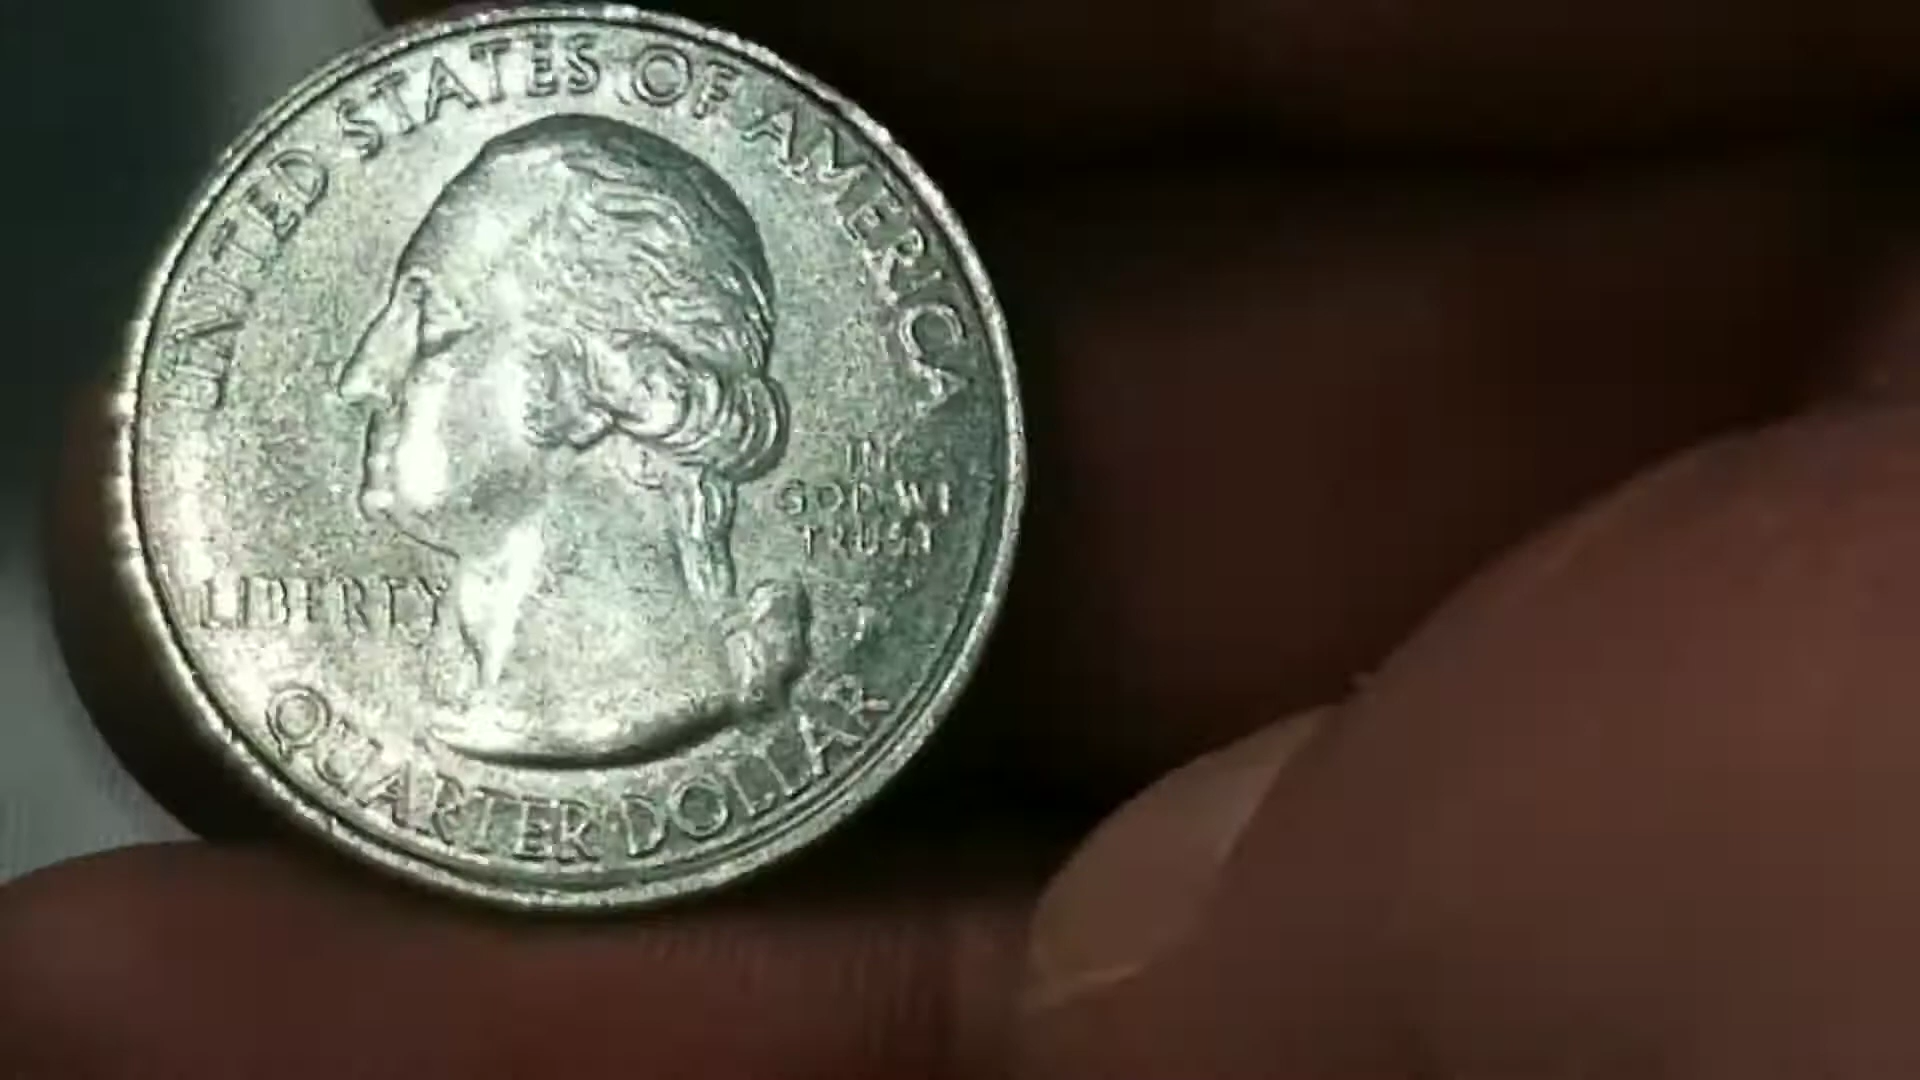 UNITED STATES OF AMERICA
LIBERTY
IN
GOD WE
TRUST
QUARTER DOLLAR